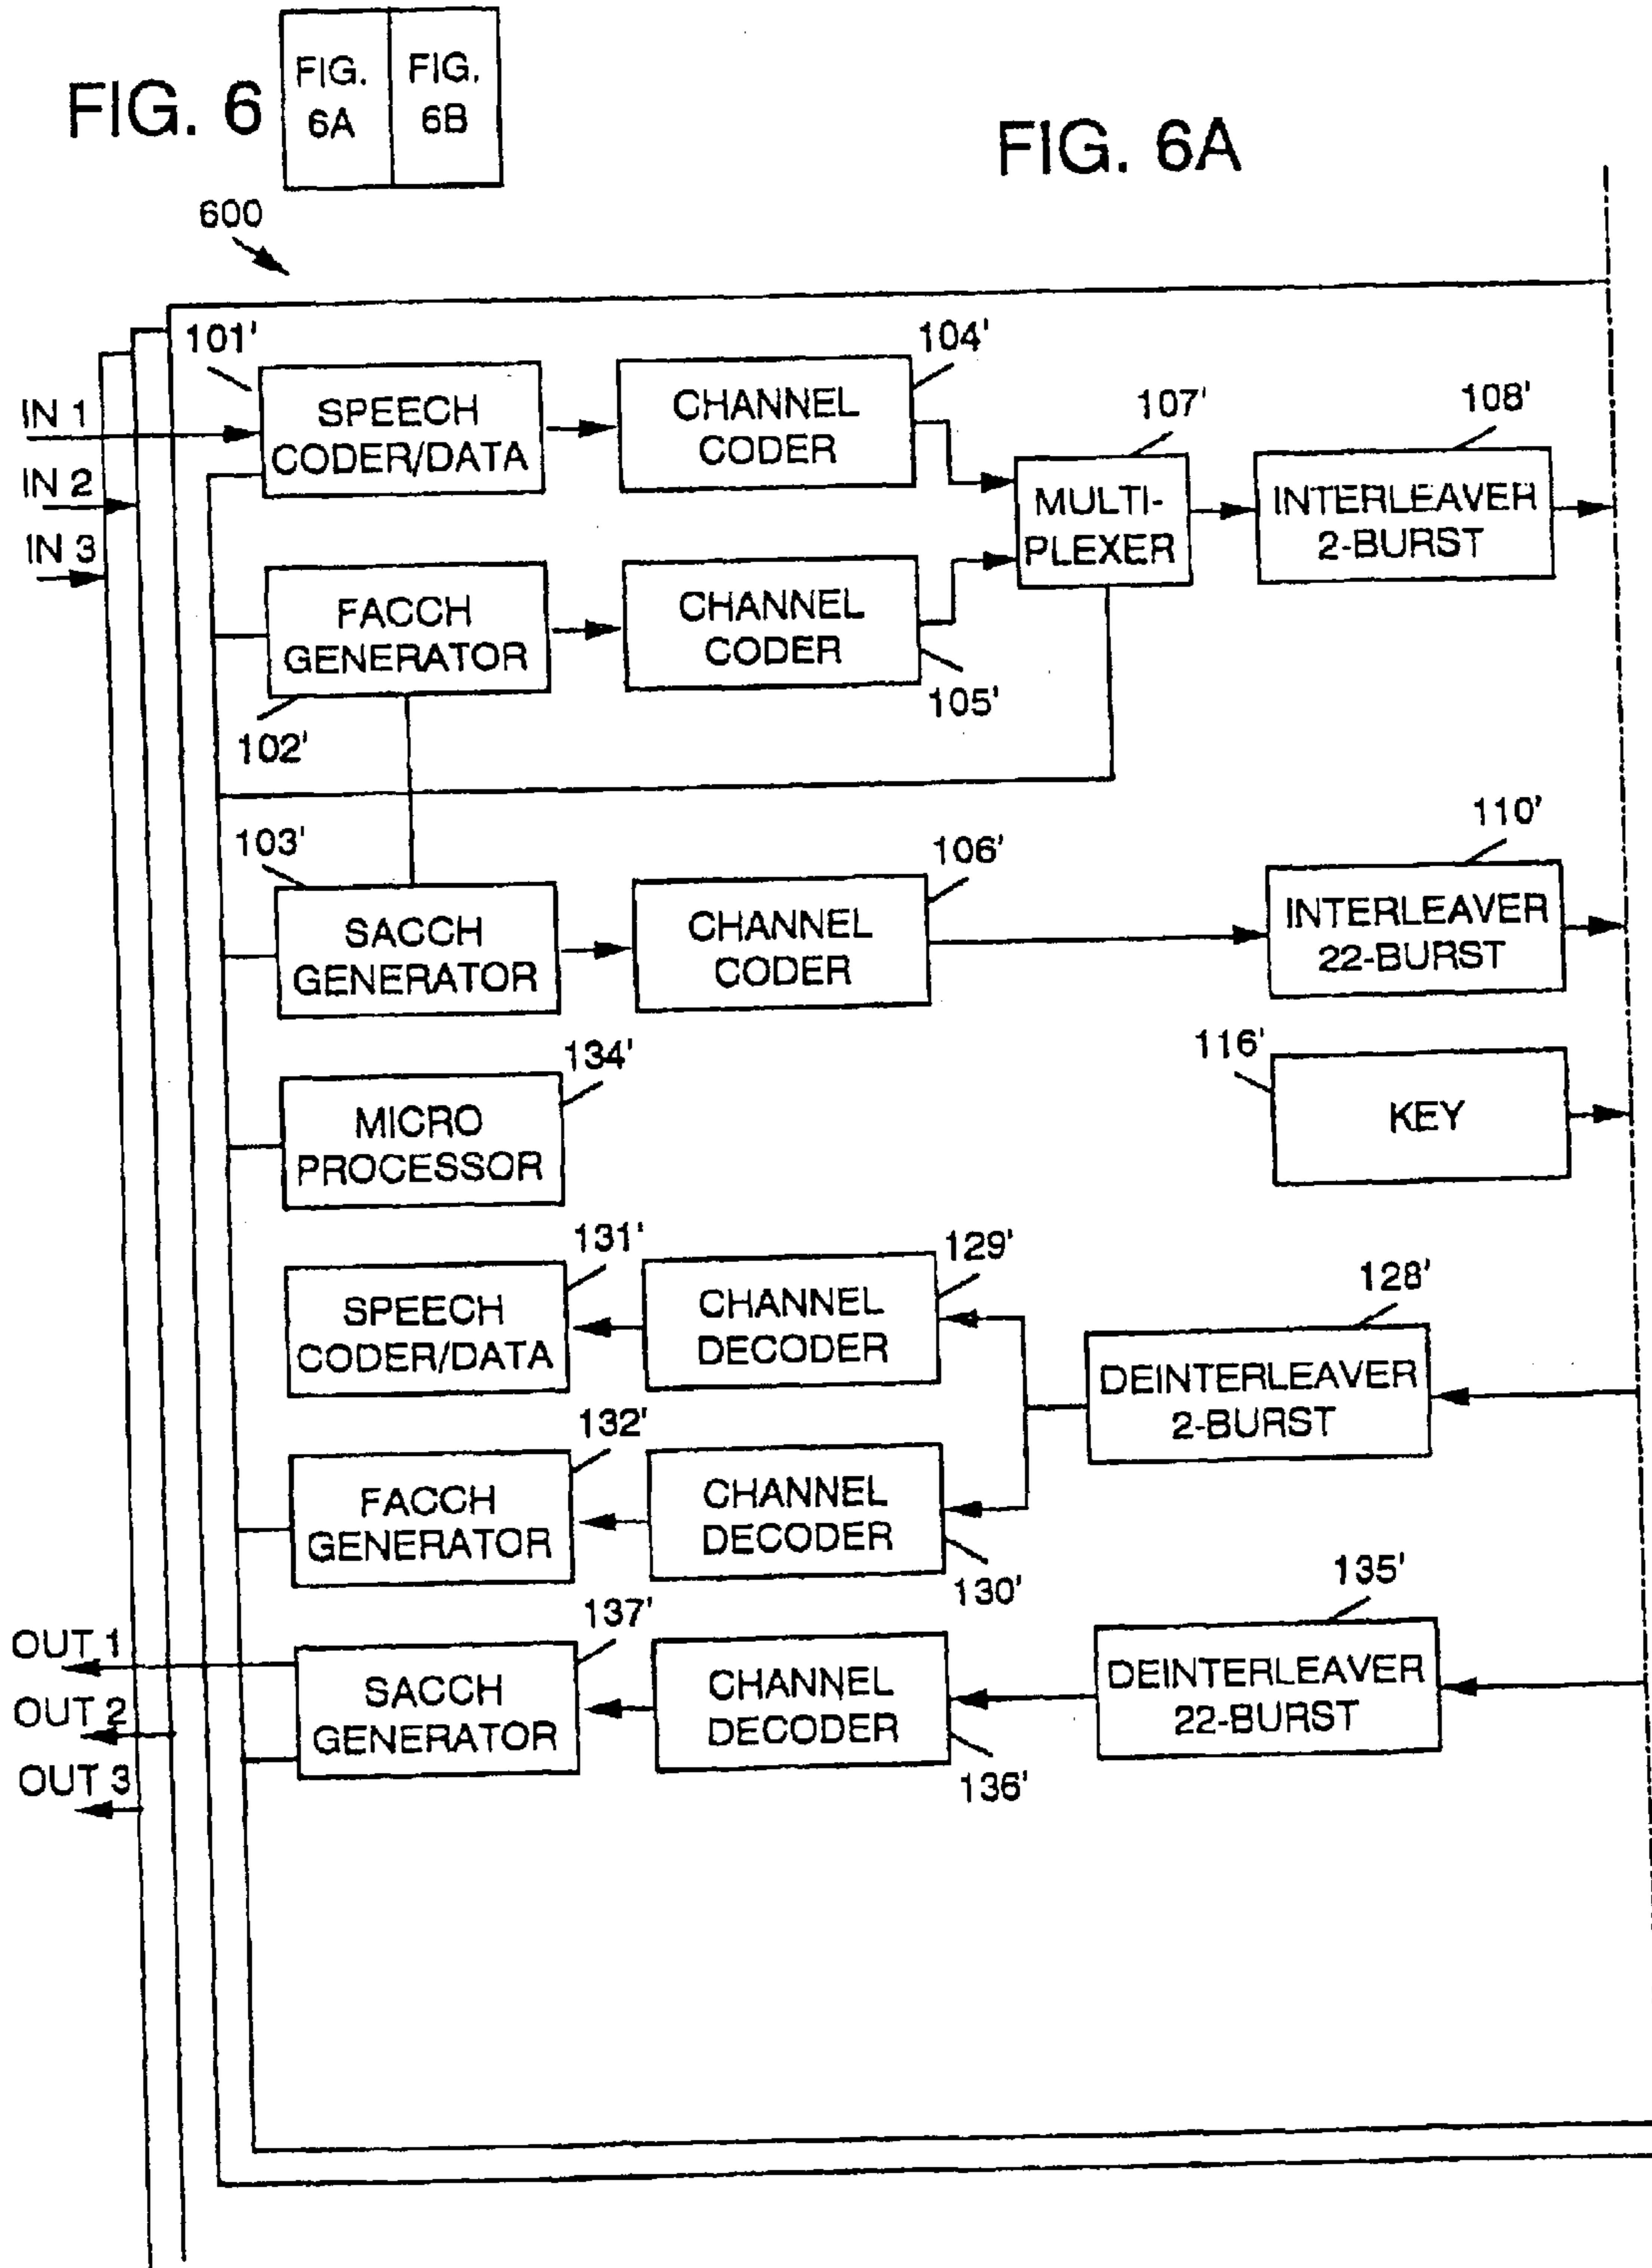 FIG. 6
FIG.
6A
FIG.
6B
FIG. 6A
600
101'
104'
107'
108'
IN 1
IN 2
IN 3
SPEECH
CODER/DATA
CHANNEL
CODER
MULTI-
PLEXER
INTERLEAVER
2-BURST
FACCH
GENERATOR
CHANNEL
CODER
102'
105'
103'
106'
110'
SACCH
GENERATOR
CHANNEL
CODER
INTERLEAVER
22-BURST
134'
116'
MICRO
PROCESSOR
KEY
131'
129'
128'
SPEECH
CODER/DATA
CHANNEL
DECODER
DEINTERLEAVER
2-BURST
132'
FACCH
GENERATOR
CHANNEL
DECODER
130'
137'
135'
OUT 1
OUT 2
OUT 3
SACCH
GENERATOR
CHANNEL
DECODER
DEINTERLEAVER
22-BURST
136'